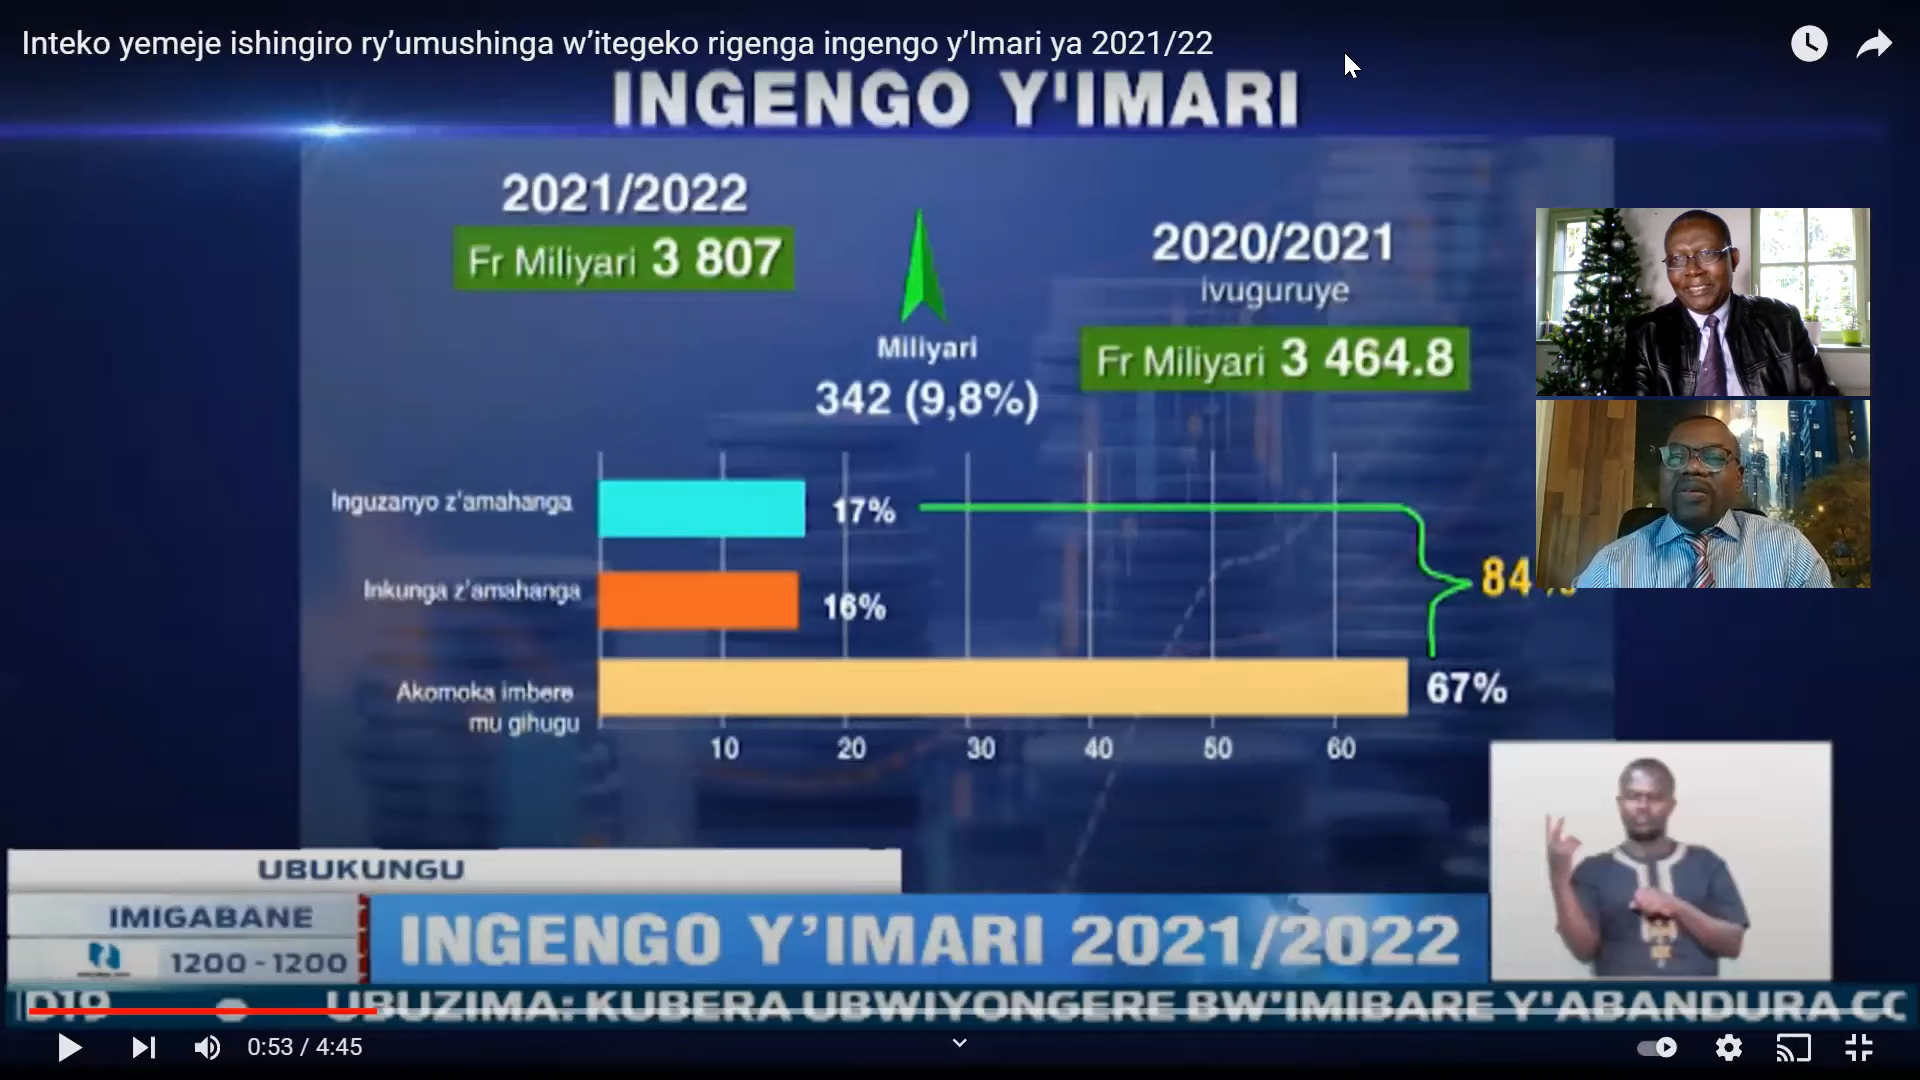 Inteko yemeje ishingiro ry’umushinga w’itegeko rigenga ingengo y’Imari ya 2021/22
INGENGO Y'IMARI
2021/2022
Fr Miliyari 3 807
2020/2021
ivuguruye
Fr Miliyari 3 464.8
Miliyari
342 (9,8%)
Inguzanyo z'amahanga
17%
Inkunga z'amahanga
16%
84
Akomoka imbere
mu gihugu
67%
10 20 30 40 50 60
UBUKUNGU
IMIGABANE
1200 - 1200
INGENGO Y’IMARI 2021/2022
D19 UBUZIMA: KUBERA UBWIYONGERE BW'IMIBARE Y'ABANDURA CO
0:53 / 4:45